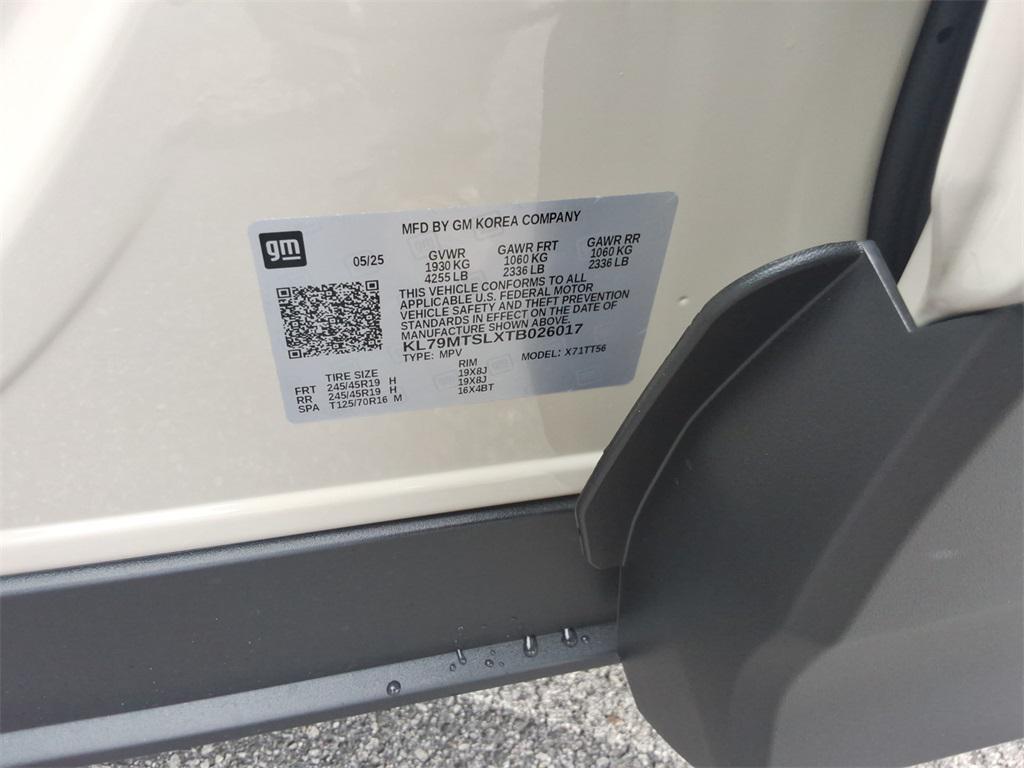 MFD BY GM KOREA COMPANY
gm
05/25
GVWR GAWR FRT GAWR RR
1930 KG 1060 KG 1060 KG
4255 LB 2336 LB 2336 LB
THIS VEHICLE CONFORMS TO ALL
APPLICABLE U.S. FEDERAL MOTOR
VEHICLE SAFETY AND THEFT PREVENTION
STANDARDS IN EFFECT ON THE DATE OF
MANUFACTURE SHOWN ABOVE.
KL79MTSLXTB026017
TYPE: MPV MODEL: X71TT56
TIRE SIZE RIM
FRT 245/45R19 H 19X8J
RR 245/45R19 H 19X8J
SPA T125/70R16 M 16X4BT